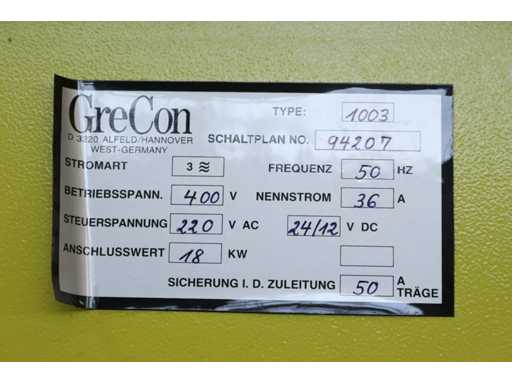 GreCon TYPE: 1003
D 3220 ALFELD/HANNOVER
WEST-GERMANY
SCHALTPLAN NO. 94207
STROMART 3 ≋ FREQUENZ 50 HZ
BETRIEBSSPANN. 400 V NENNSTROM 36 A
STEUERSPANNUNG 220 V AC 24/12 V DC
ANSCHLUSSWERT 18 KW
SICHERUNG I. D. ZULEITUNG 50 A TRÄGE